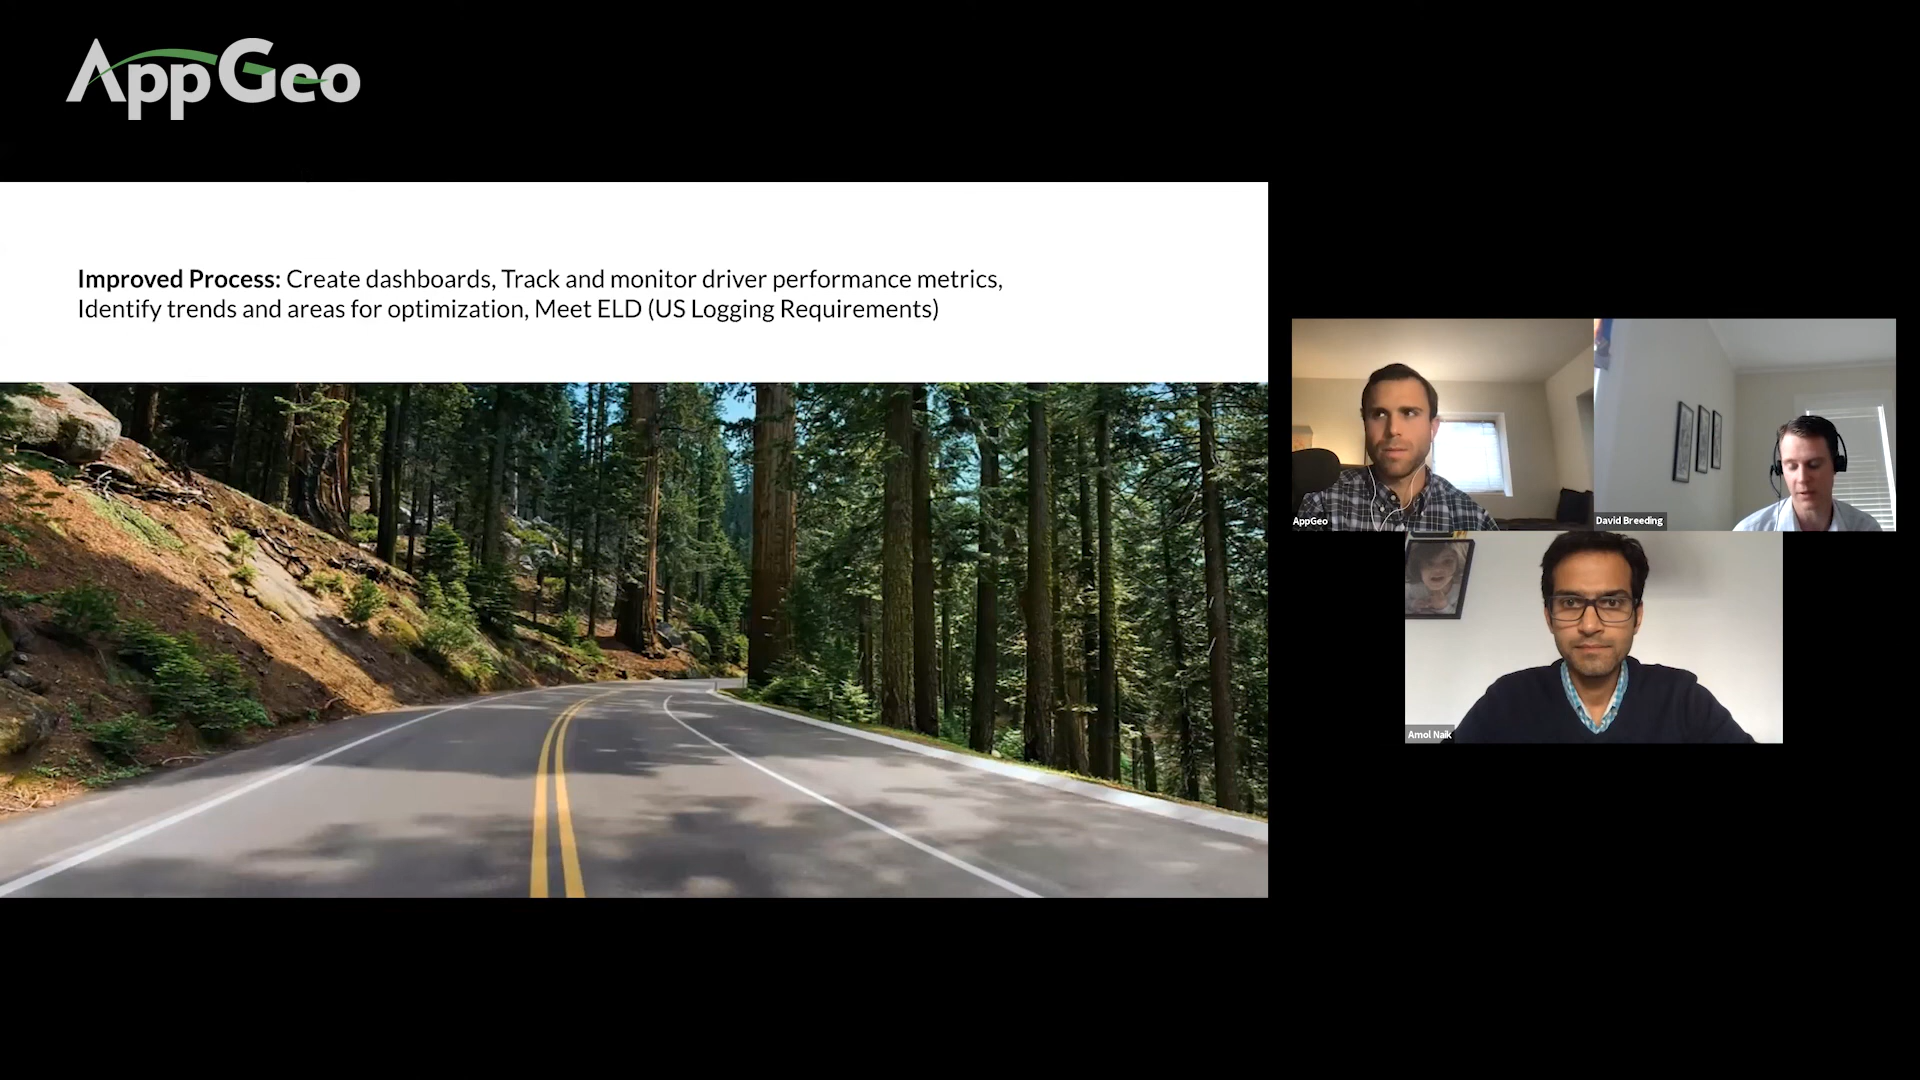 AppGeo
Improved Process: Create dashboards, Track and monitor driver performance metrics,
Identify trends and areas for optimization, Meet ELD (US Logging Requirements)
AppGeo
David Breeding
Amol Naik